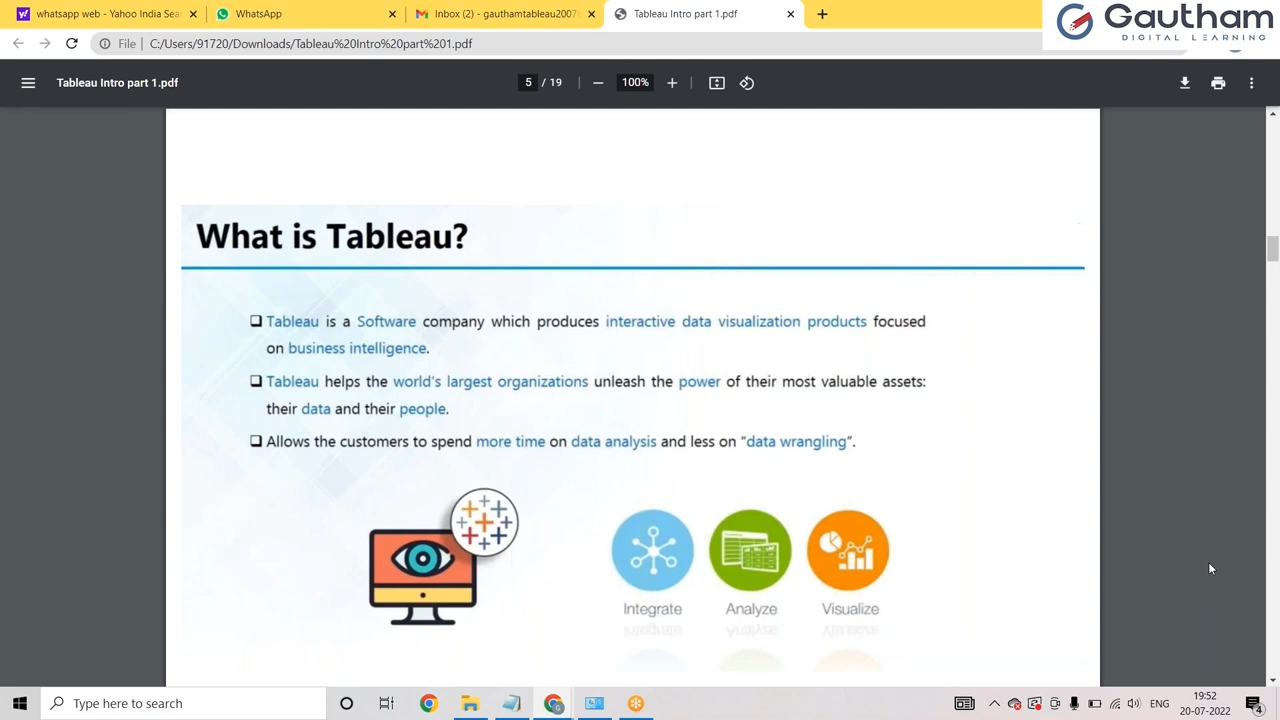 whatsapp web - Yahoo India Sea
WhatsApp
Inbox (2) - gauthamtableau2007
Tableau Intro part 1.pdf
Gautham
DIGITAL LEARNING
File
C:/Users/91720/Downloads/Tableau%20Intro%20part%201.pdf
Tableau Intro part 1.pdf
5 / 19
100%
What is Tableau?
Tableau is a Software company which produces interactive data visualization products focused
on business intelligence.
Tableau helps the world's largest organizations unleash the power of their most valuable assets:
their data and their people.
Allows the customers to spend more time on data analysis and less on “data wrangling”.
Integrate
Analyze
Visualize
Type here to search
ENG
19:52
20-07-2022
4